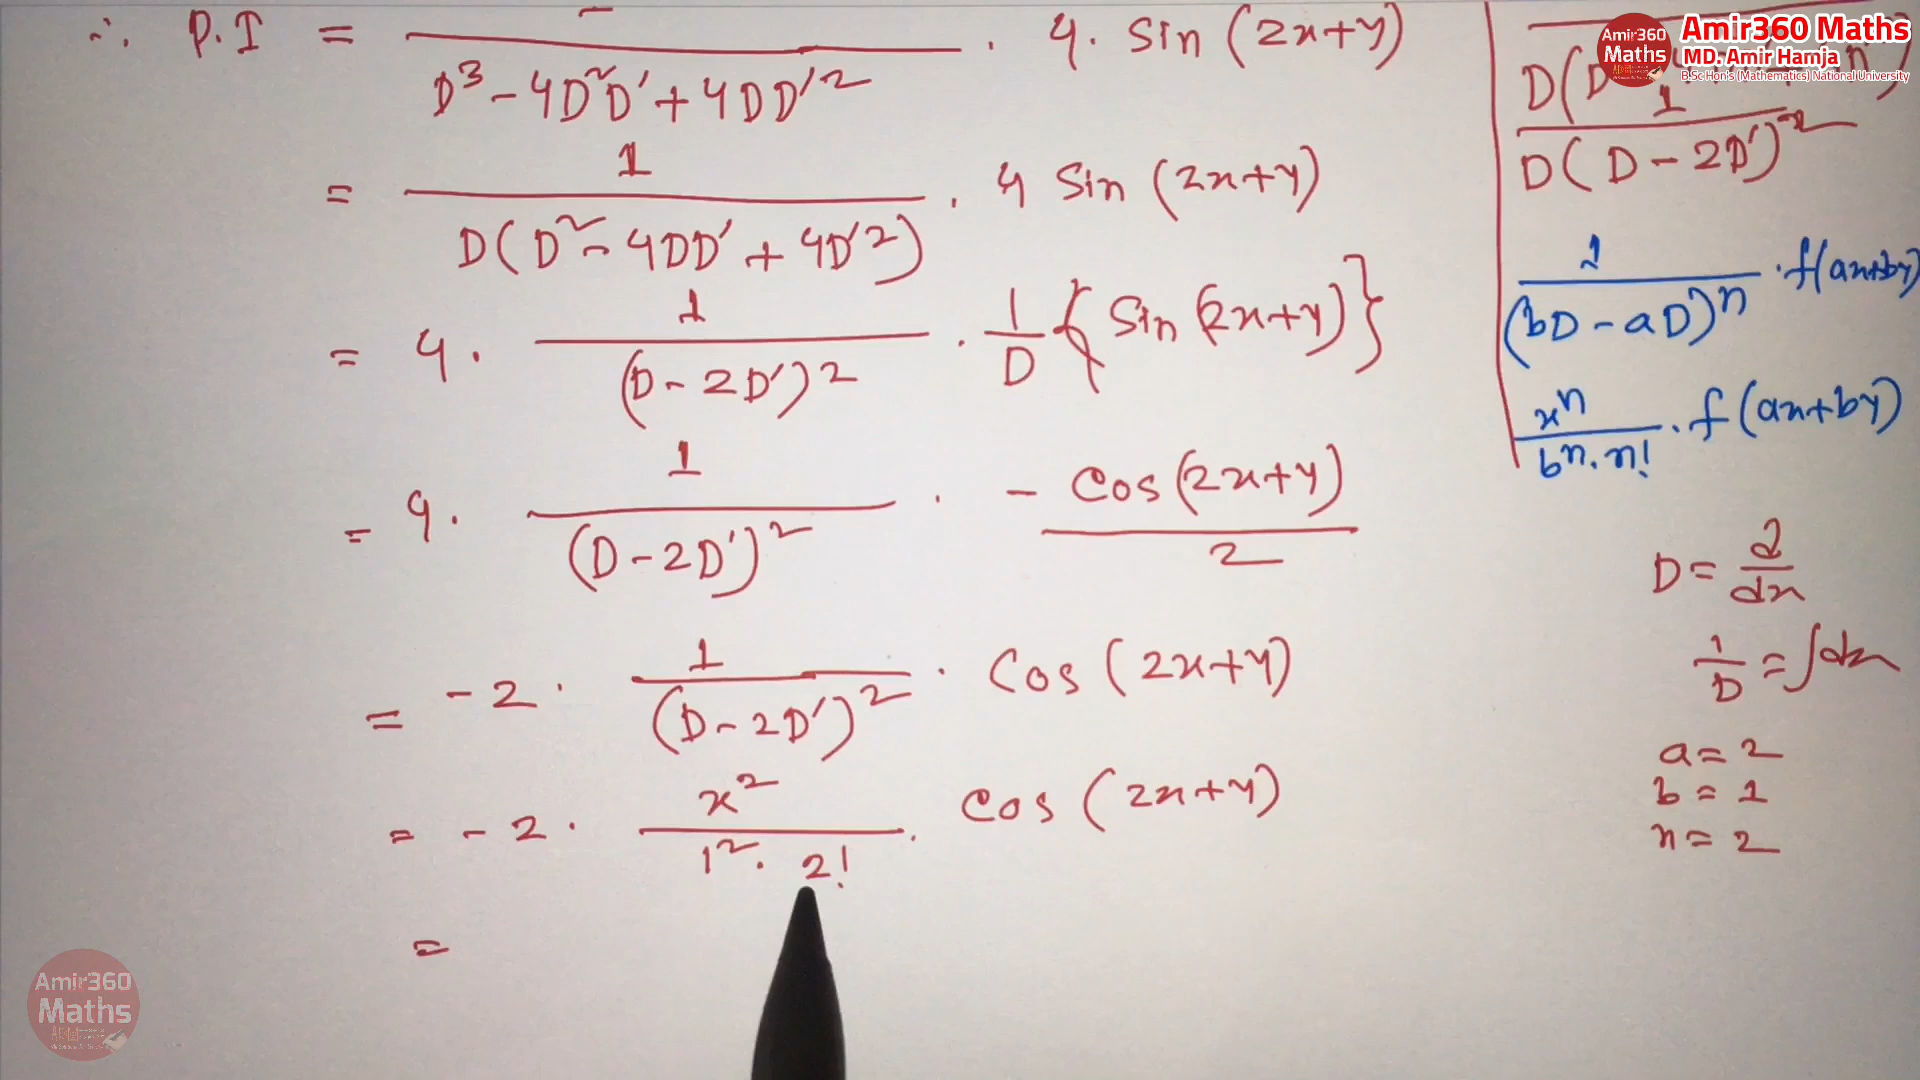 ∴ P.I = — . 4. Sin (2x+y)
D³ - 4D²D' + 4DD'²
= 1 / D(D² - 4DD' + 4D'²) . 4 Sin (2x+y)
= 4 . 1 / (D - 2D')² . 1/D { Sin (2x+y) }
= 4 . 1 / (D - 2D')² . - Cos (2x+y) / 2
= -2 . 1 / (D - 2D')² . Cos (2x+y)
= -2 . x² / 1² . 2! . Cos (2x+y)
=
1 / D(D - 2D')²
1 / (bD - aD)ⁿ . f(ax+by)
xⁿ / bⁿ . n! . f(ax+by)
D = ∂/dx
1/D = ∫dx
a = 2
b = 1
n = 2
Amir360 Maths
Amir360 Maths
MD. Amir Hamja
B.Sc Hon's (Mathematics) National University
Amir360
Maths